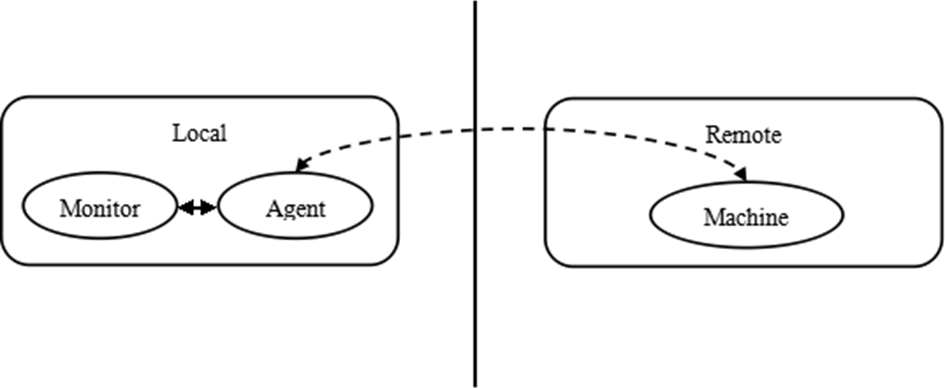 Local
Monitor
Agent
Remote
Machine